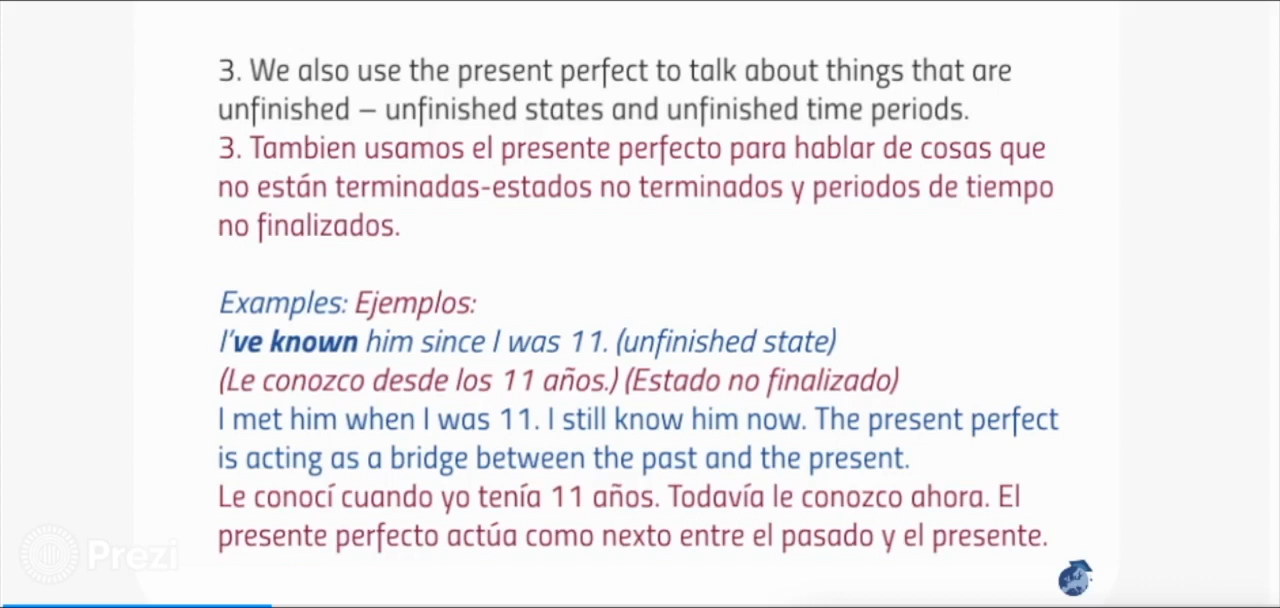 3. We also use the present perfect to talk about things that are
unfinished – unfinished states and unfinished time periods.
3. Tambien usamos el presente perfecto para hablar de cosas que
no están terminadas-estados no terminados y periodos de tiempo
no finalizados.
Examples: Ejemplos:
I've known him since I was 11. (unfinished state)
(Le conozco desde los 11 años.) (Estado no finalizado)
I met him when I was 11. I still know him now. The present perfect
is acting as a bridge between the past and the present.
Le conocí cuando yo tenía 11 años. Todavía le conozco ahora. El
presente perfecto actúa como nexto entre el pasado y el presente.
Prezi